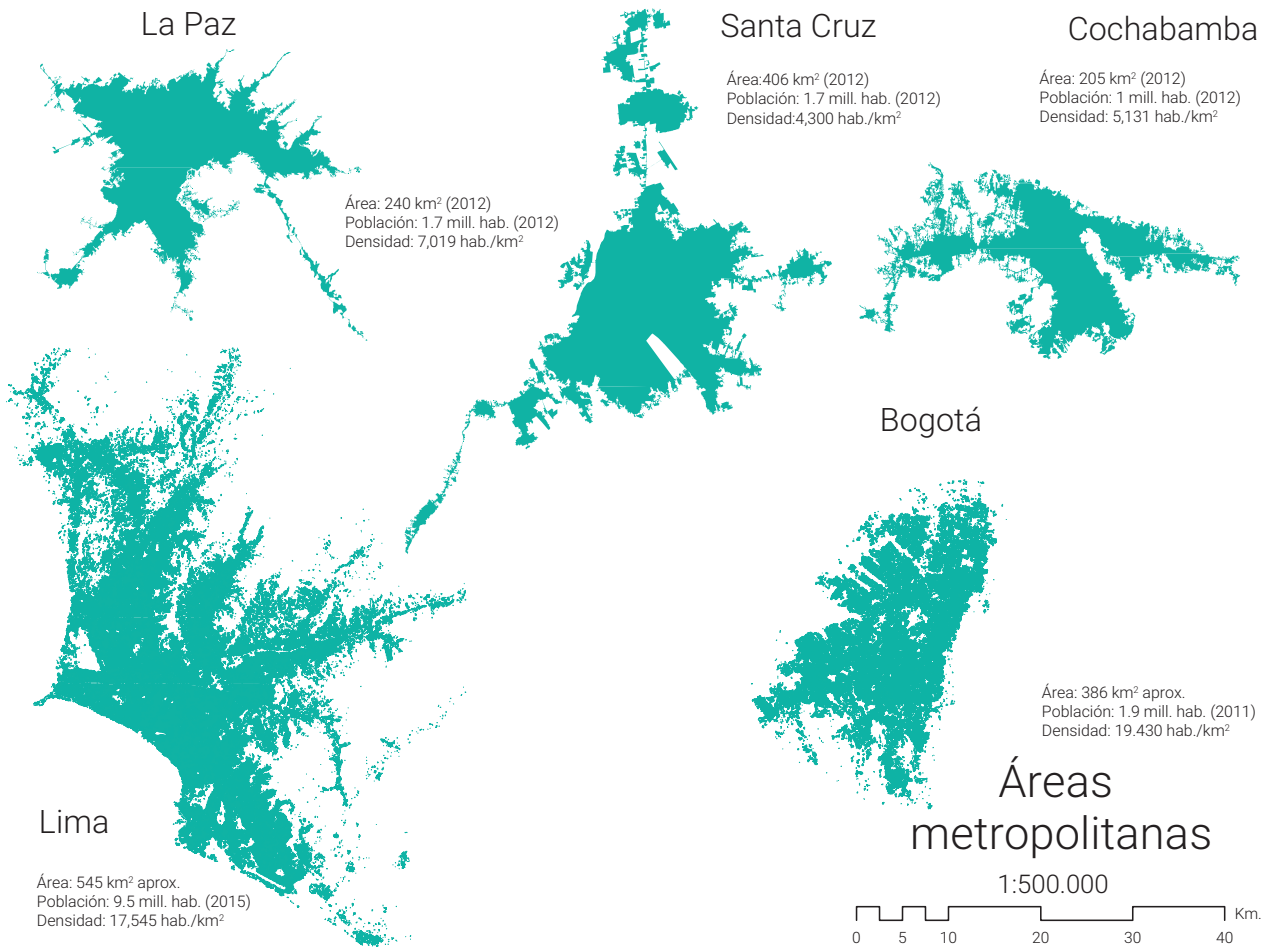 La Paz
Área: 240 km² (2012)
Población: 1.7 mill. hab. (2012)
Densidad: 7,019 hab./km²
Santa Cruz
Área:406 km² (2012)
Población: 1.7 mill. hab. (2012)
Densidad:4,300 hab./km²
Cochabamba
Área: 205 km² (2012)
Población: 1 mill. hab. (2012)
Densidad: 5,131 hab./km²
Bogotá
Área: 386 km² aprox.
Población: 1.9 mill. hab. (2011)
Densidad: 19.430 hab./km²
Lima
Área: 545 km² aprox.
Población: 9.5 mill. hab. (2015)
Densidad: 17,545 hab./km²
Áreas
metropolitanas
1:500.000
Km.
0 5 10 20 30 40